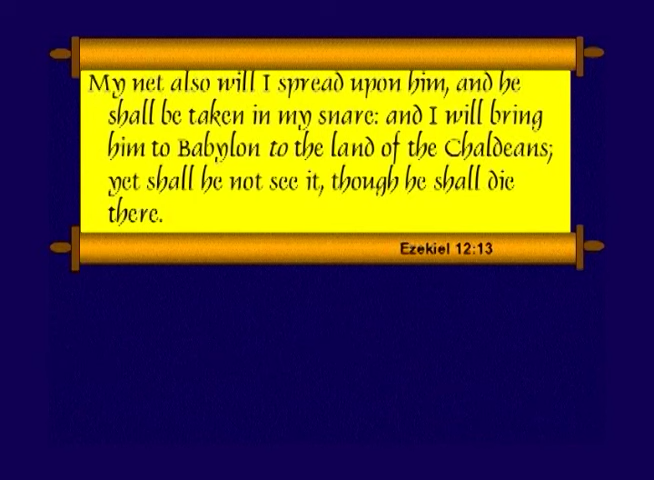 My net also will I spread upon him, and he
shall be taken in my snare: and I will bring
him to Babylon to the land of the Chaldeans;
yet shall he not see it, though he shall die
there.
Ezekiel 12:13